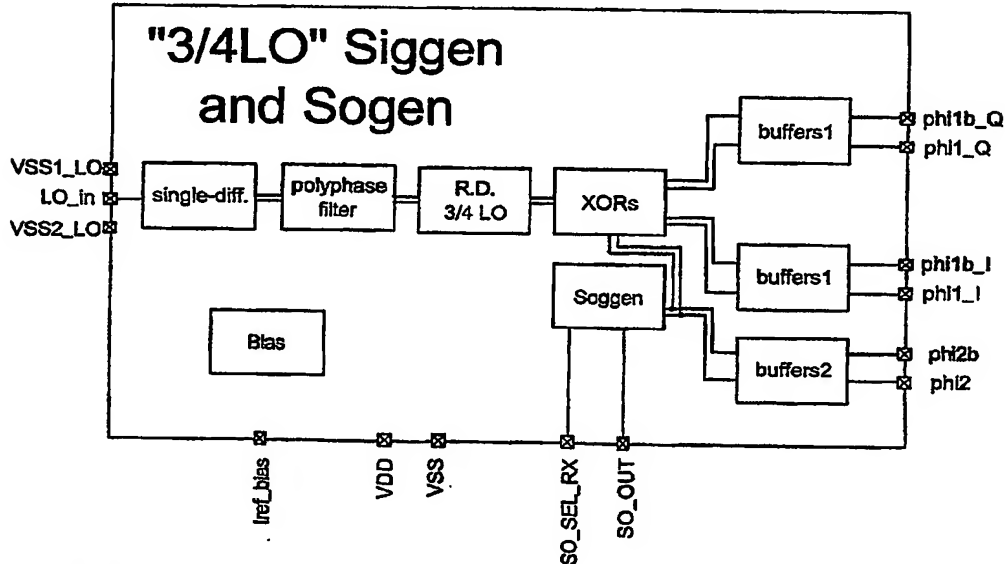 "3/4LO" Siggen
and Sogen
buffers1
phi1b_Q
phi1_Q
VSS1_LO
LO_in
VSS2_LO
single-diff.
polyphase
filter
R.D.
3/4 LO
XORs
buffers1
phi1b_I
phi1_I
Soggen
Bias
buffers2
phi2b
phi2
Iref_bias
VDD
VSS
SO_SEL_RX
SO_OUT